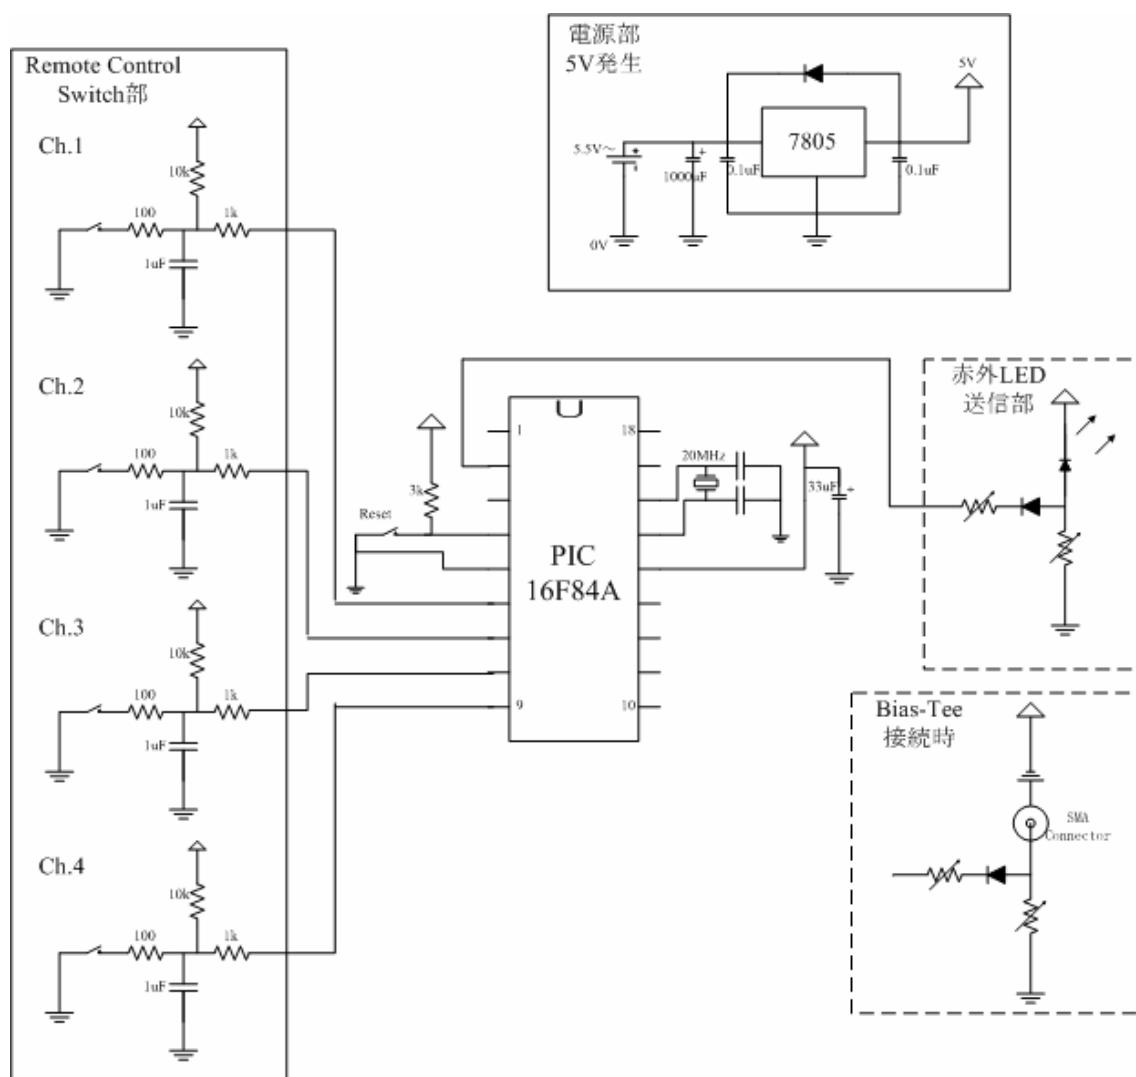 Remote Control
Switch部
Ch.1
10k
100
1k
1uF
Ch.2
10k
100
1k
1uF
Ch.3
10k
100
1k
1uF
Ch.4
10k
100
1k
1uF
電源部
5V発生
5V
7805
5.5V～
+
-
+
1000uF
0.1uF
0.1uF
0V
3k
Reset
1
18
PIC
16F84A
9
10
20MHz
33uF
+
赤外LED
送信部
Bias-Tee
接続時
SMA
Connector